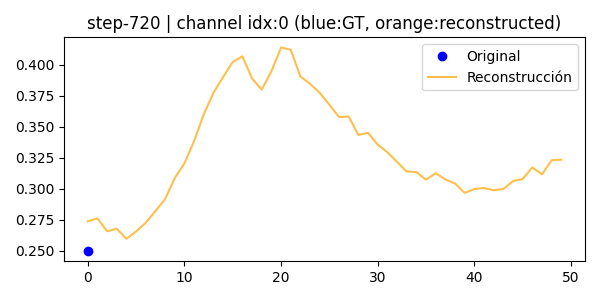 step-720 | channel idx:0 (blue:GT, orange:reconstructed)
Original
Reconstrucción
0.400
0.375
0.350
0.325
0.300
0.275
0.250
0 10 20 30 40 50